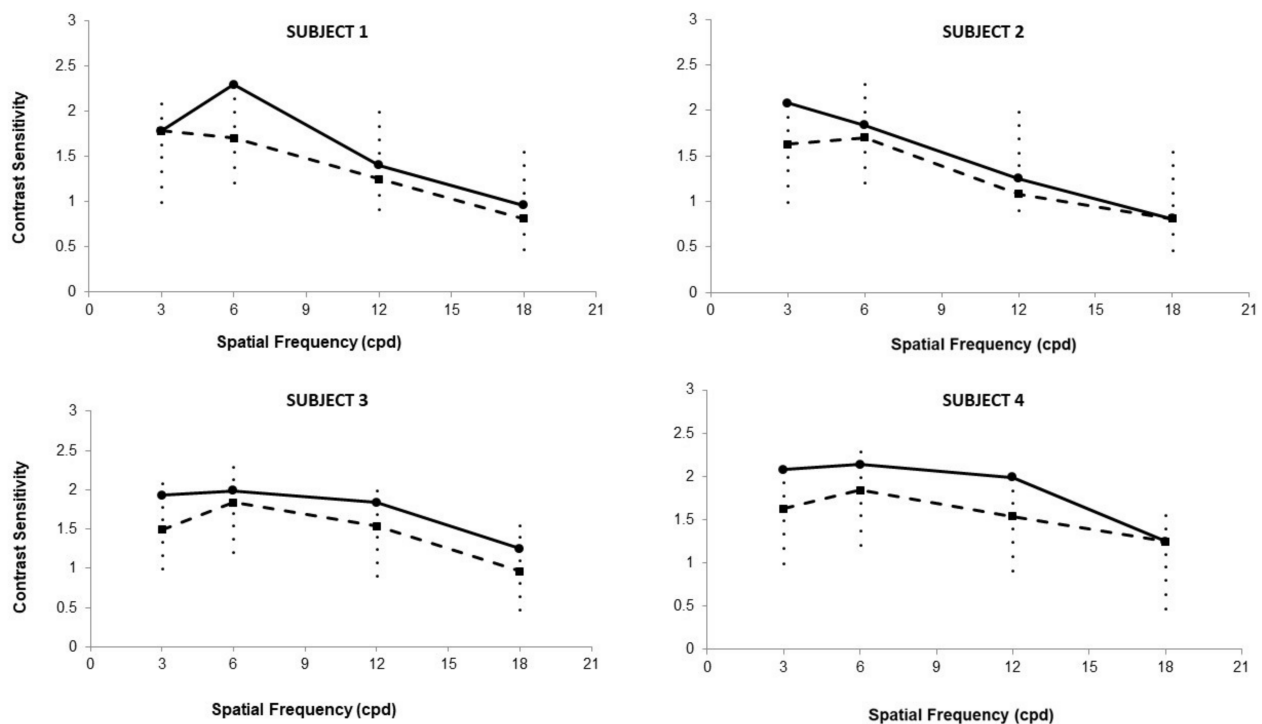 SUBJECT 1
3
2.5
2
1.5
1
0.5
0
Contrast Sensitivity
0 3 6 9 12 15 18 21
Spatial Frequency (cpd)
SUBJECT 2
3
2.5
2
1.5
1
0.5
0
0 3 6 9 12 15 18 21
Spatial Frequency (cpd)
SUBJECT 3
3
2.5
2
1.5
1
0.5
0
Contrast Sensitivity
0 3 6 9 12 15 18 21
Spatial Frequency (cpd)
SUBJECT 4
3
2.5
2
1.5
1
0.5
0
0 3 6 9 12 15 18 21
Spatial Frequency (cpd)